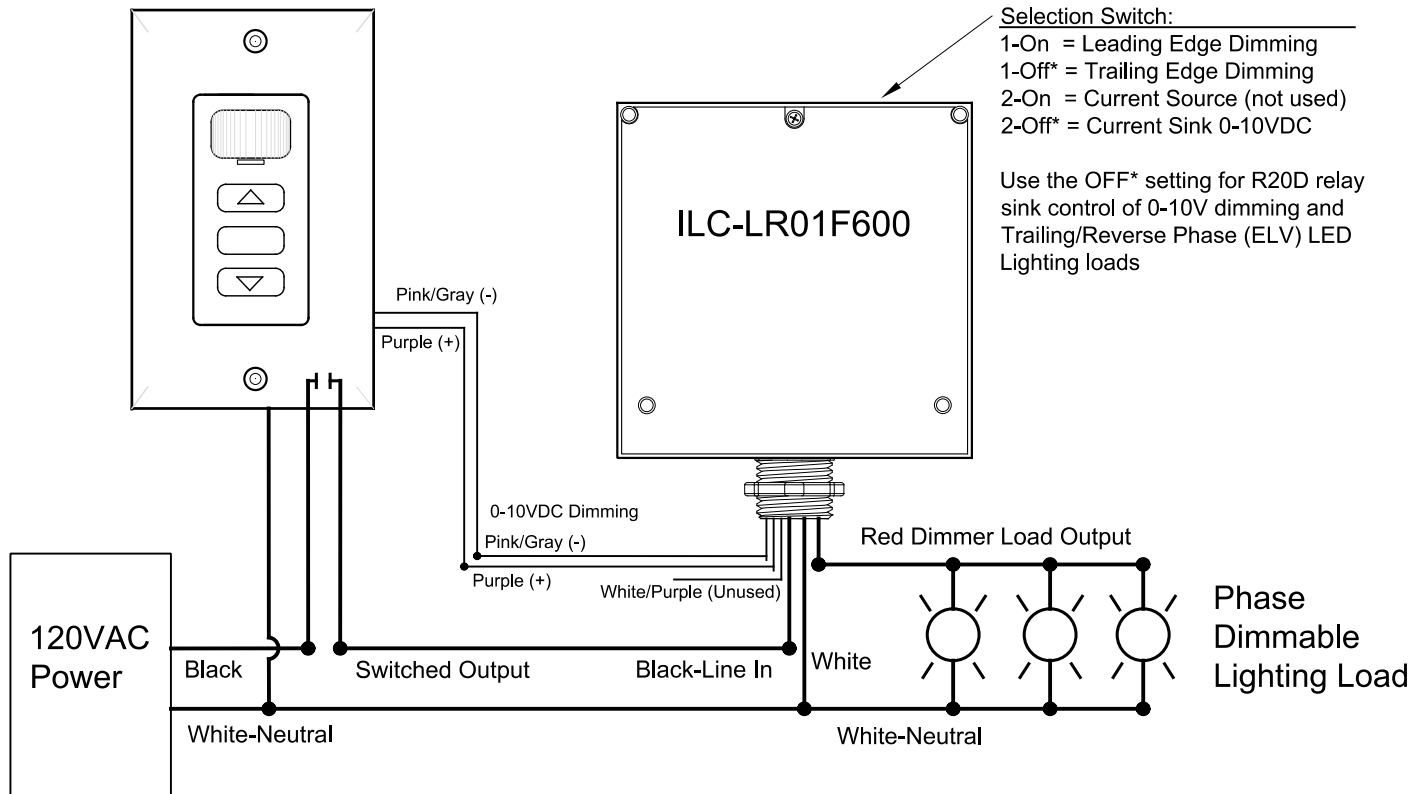 Selection Switch:
1-On = Leading Edge Dimming
1-Off* = Trailing Edge Dimming
2-On = Current Source (not used)
2-Off* = Current Sink 0-10VDC
Use the OFF* setting for R20D relay
sink control of 0-10V dimming and
Trailing/Reverse Phase (ELV) LED
Lighting loads
ILC-LR01F600
Pink/Gray (-)
Purple (+)
0-10VDC Dimming
Pink/Gray (-)
Purple (+)
White/Purple (Unused)
Red Dimmer Load Output
Phase
Dimmable
Lighting Load
120VAC
Power
Black
Switched Output
Black-Line In
White
White-Neutral
White-Neutral